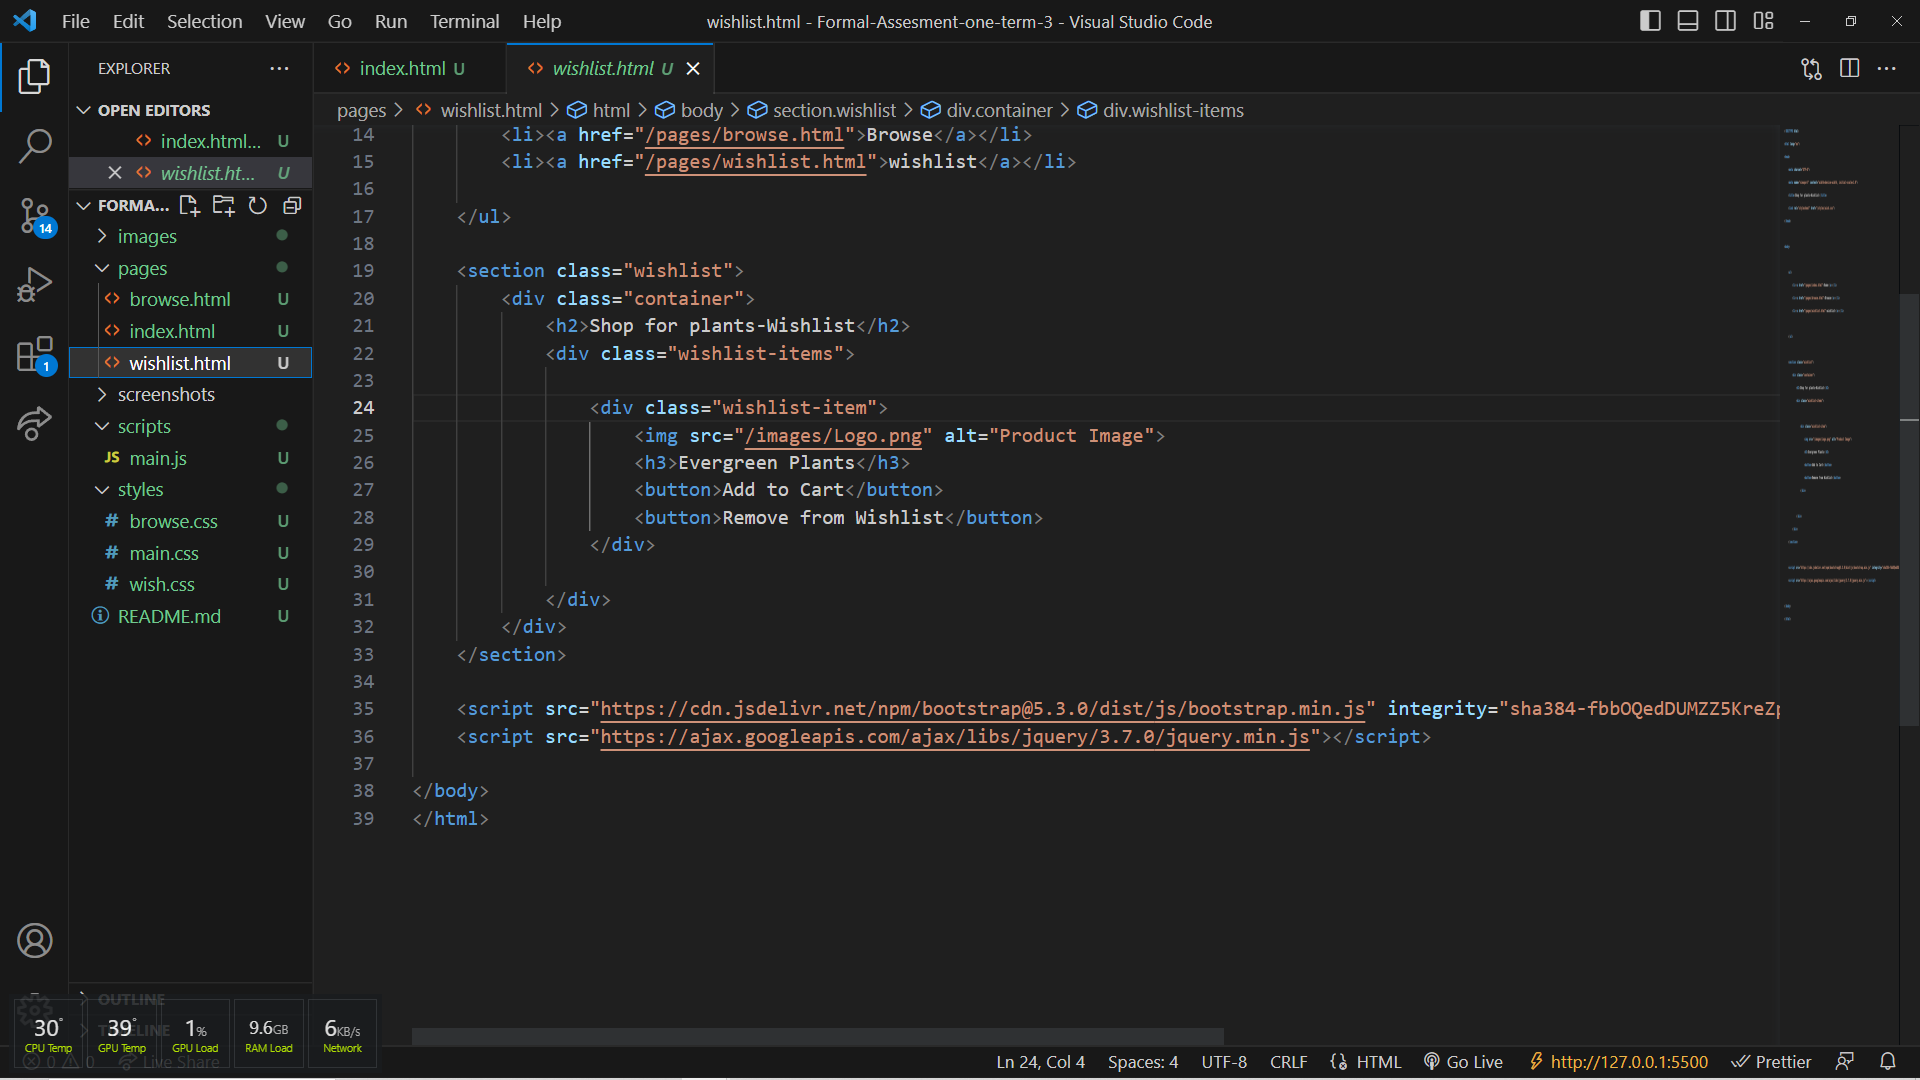 File Edit Selection View Go Run Terminal Help wishlist.html - Formal-Assesment-one-term-3 - Visual Studio Code
EXPLORER
OPEN EDITORS
index.html... U
wishlist.ht... U
FORMA...
images
pages
browse.html U
index.html U
wishlist.html U
screenshots
scripts
JS main.js U
styles
# browse.css U
# main.css U
# wish.css U
README.md U
OUTLINE
TIMELINE
14
1
index.html U
wishlist.html U
pages > wishlist.html > html > body > section.wishlist > div.container > div.wishlist-items
14 <li><a href="/pages/browse.html">Browse</a></li>
15 <li><a href="/pages/wishlist.html">wishlist</a></li>
16
17 </ul>
18
19 <section class="wishlist">
20 <div class="container">
21 <h2>Shop for plants-Wishlist</h2>
22 <div class="wishlist-items">
23
24 <div class="wishlist-item">
25 <img src="/images/Logo.png" alt="Product Image">
26 <h3>Evergreen Plants</h3>
27 <button>Add to Cart</button>
28 <button>Remove from Wishlist</button>
29 </div>
30
31 </div>
32 </div>
33 </section>
34
35 <script src="https://cdn.jsdelivr.net/npm/bootstrap@5.3.0/dist/js/bootstrap.min.js" integrity="sha384-fbbOQedDUMZZ5KreZp
36 <script src="https://ajax.googleapis.com/ajax/libs/jquery/3.7.0/jquery.min.js"></script>
37
38 </body>
39 </html>
30° 39° 1% 9.6GB 6KB/s
CPU Temp GPU Temp GPU Load RAM Load Network
0 0 Live Share
Ln 24, Col 4 Spaces: 4 UTF-8 CRLF HTML Go Live http://127.0.0.1:5500 Prettier